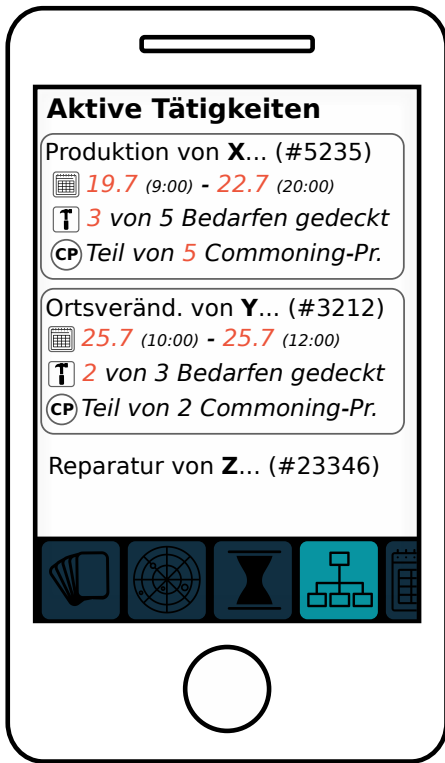 Aktive Tätigkeiten
Produktion von X... (#5235)
19.7 (9:00) - 22.7 (20:00)
3 von 5 Bedarfen gedeckt
CP Teil von 5 Commoning-Pr.
Ortsveränd. von Y... (#3212)
25.7 (10:00) - 25.7 (12:00)
2 von 3 Bedarfen gedeckt
CP Teil von 2 Commoning-Pr.
Reparatur von Z... (#23346)